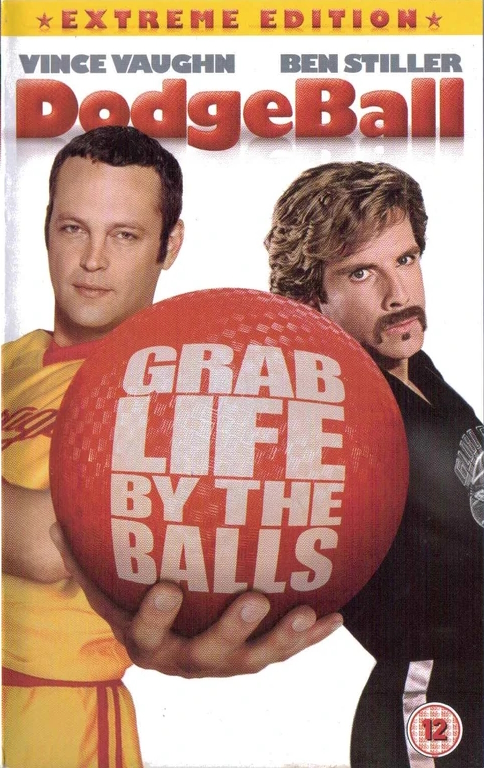 ★ EXTREME EDITION ★
VINCE VAUGHN BEN STILLER
DodgeBall
GRAB
LIFE
BY THE
BALLS
12